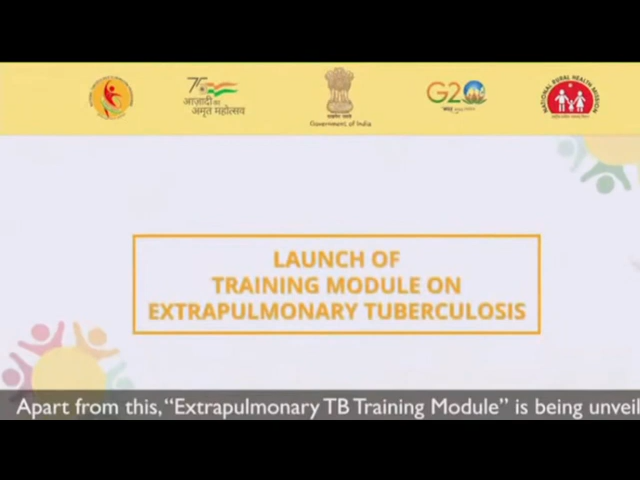 आज़ादी का
अमृत महोत्सव
Government of India
G20
NATIONAL RURAL HEALTH MISSION
LAUNCH OF
TRAINING MODULE ON
EXTRAPULMONARY TUBERCULOSIS
Apart from this, “Extrapulmonary TB Training Module” is being unveil